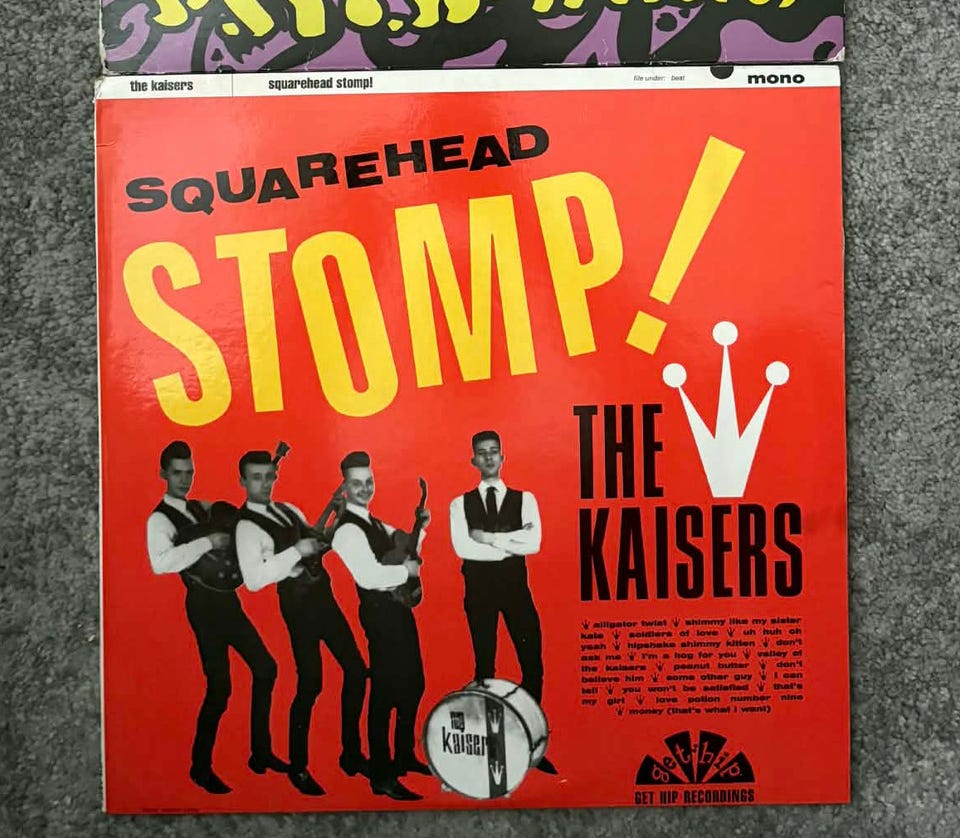 the kaisers squarehead stomp! file under: beat mono
SQUAREHEAD
STOMP!
THE
KAISERS
alligator twist shimmy like my sister
kate soldiers of love uh huh oh
yeah hipshake shimmy kitten don't
ask me i'm a hog for you valley of
the kaisers peanut butter don't
believe him some other guy i can
tell you won't be satisfied that's
my girl love potion number nine
money (that's what i want)
Kaiser
get hip
GET HIP RECORDINGS